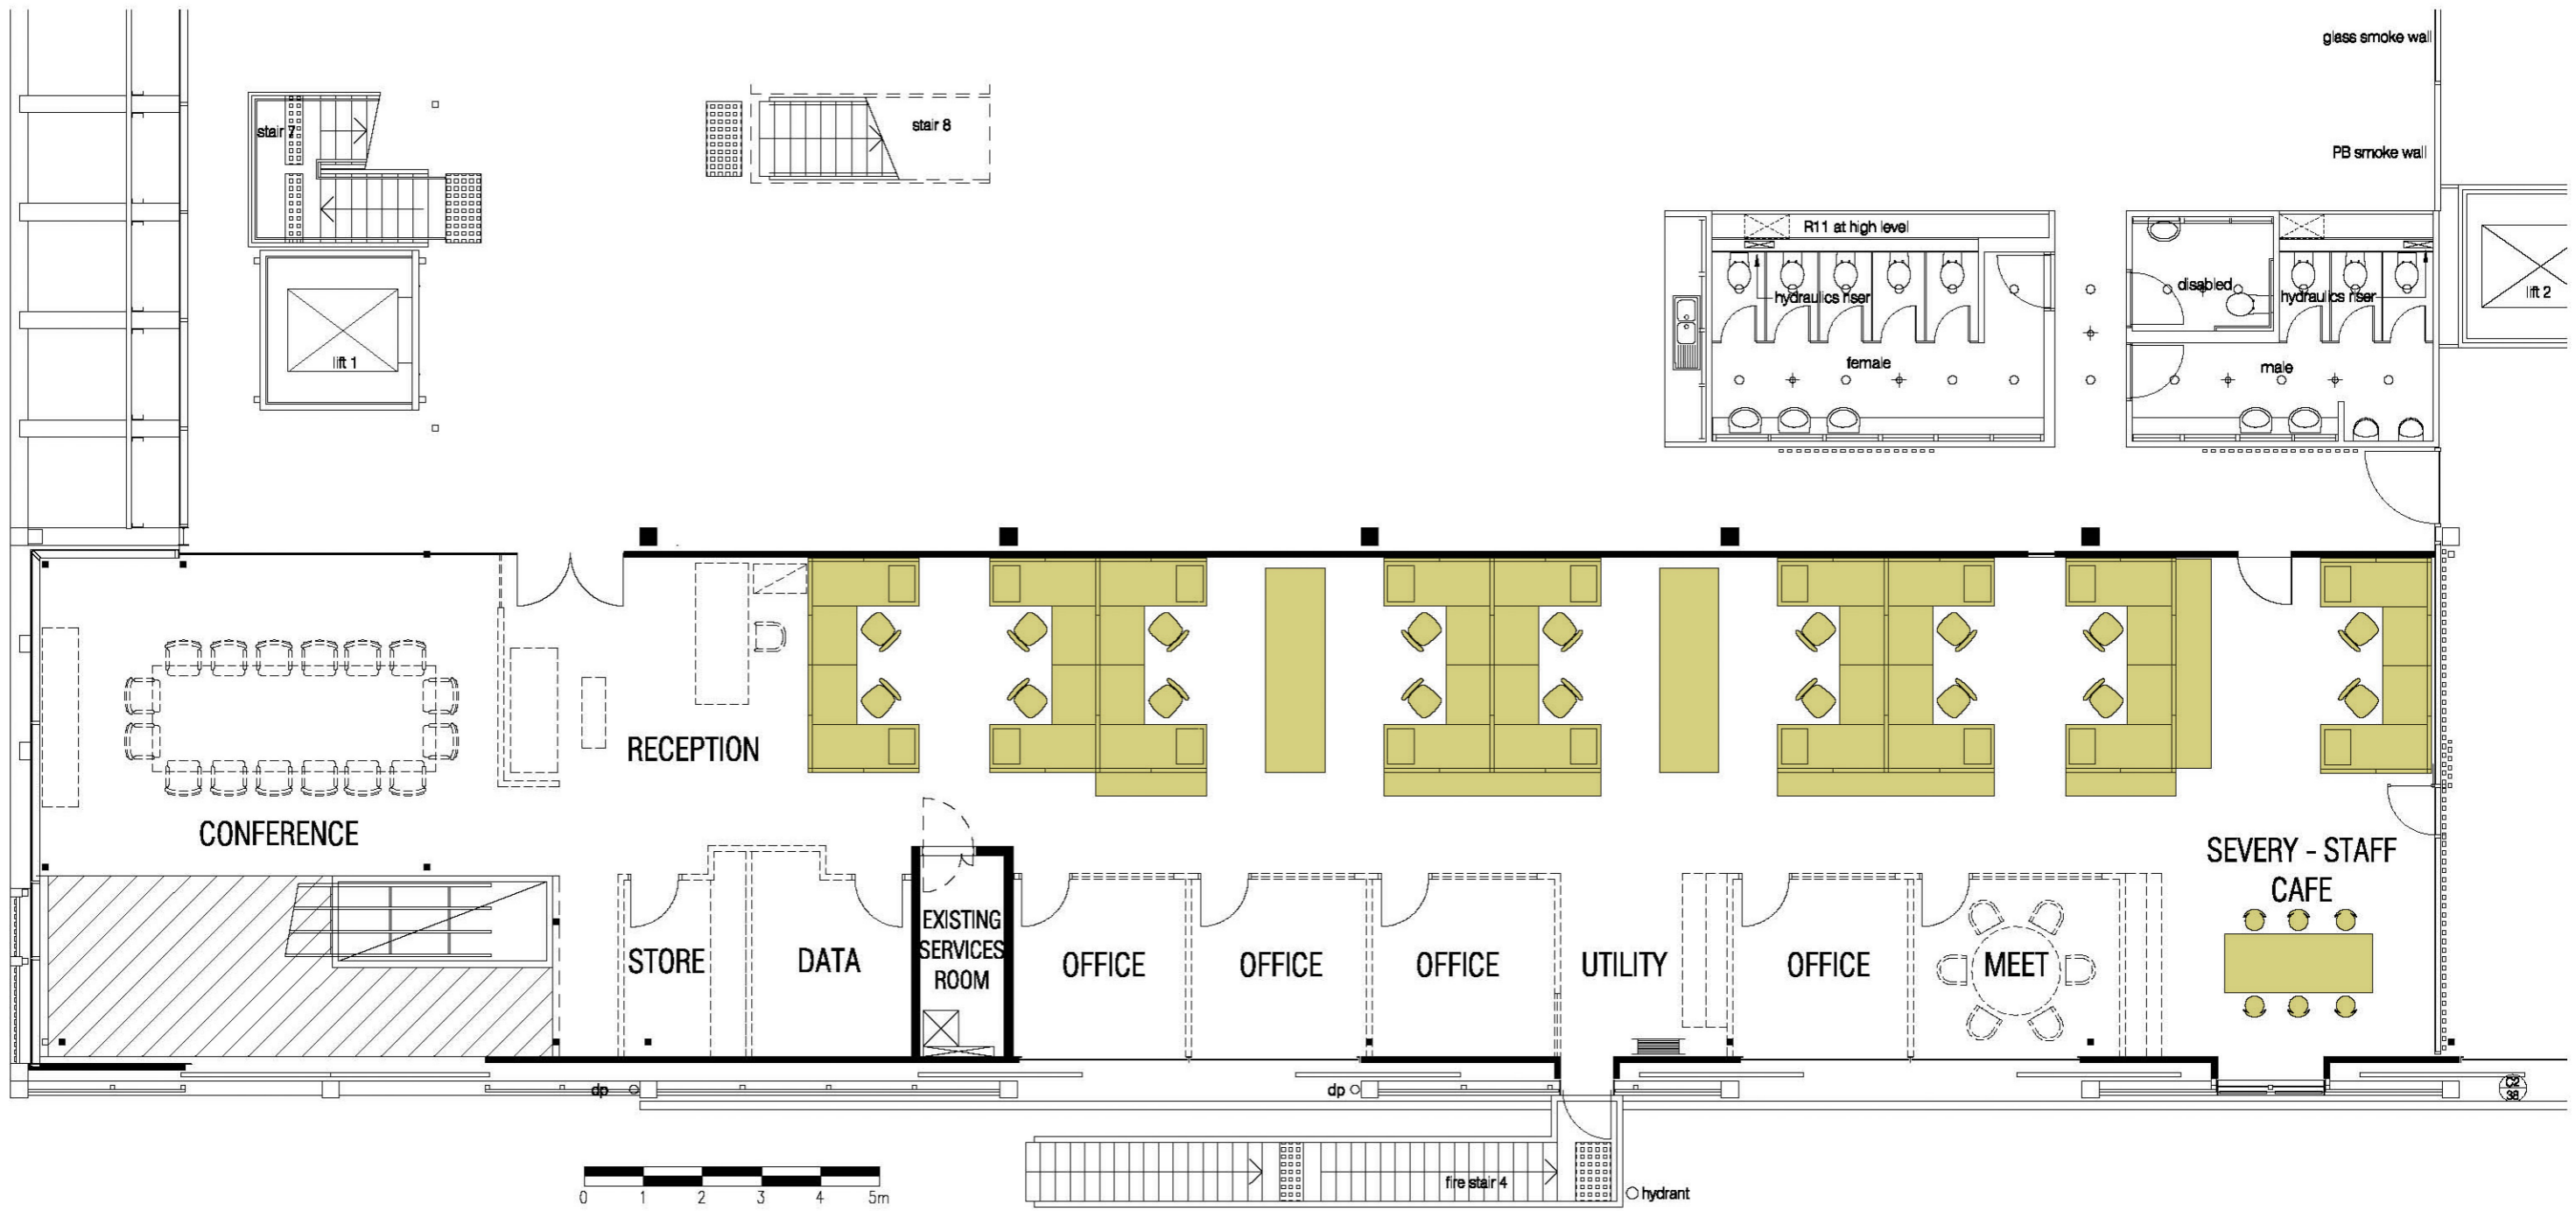 glass smoke wall
stair 7
stair 8
PB smoke wall
R11 at high level
hydraulics riser
disabled
hydraulics riser
lift 2
lift 1
female
male
RECEPTION
CONFERENCE
SEVERY - STAFF
CAFE
STORE
DATA
EXISTING
SERVICES
ROOM
OFFICE
OFFICE
OFFICE
UTILITY
OFFICE
MEET
dp
dp
C2
38
0 1 2 3 4 5m
fire stair 4
hydrant